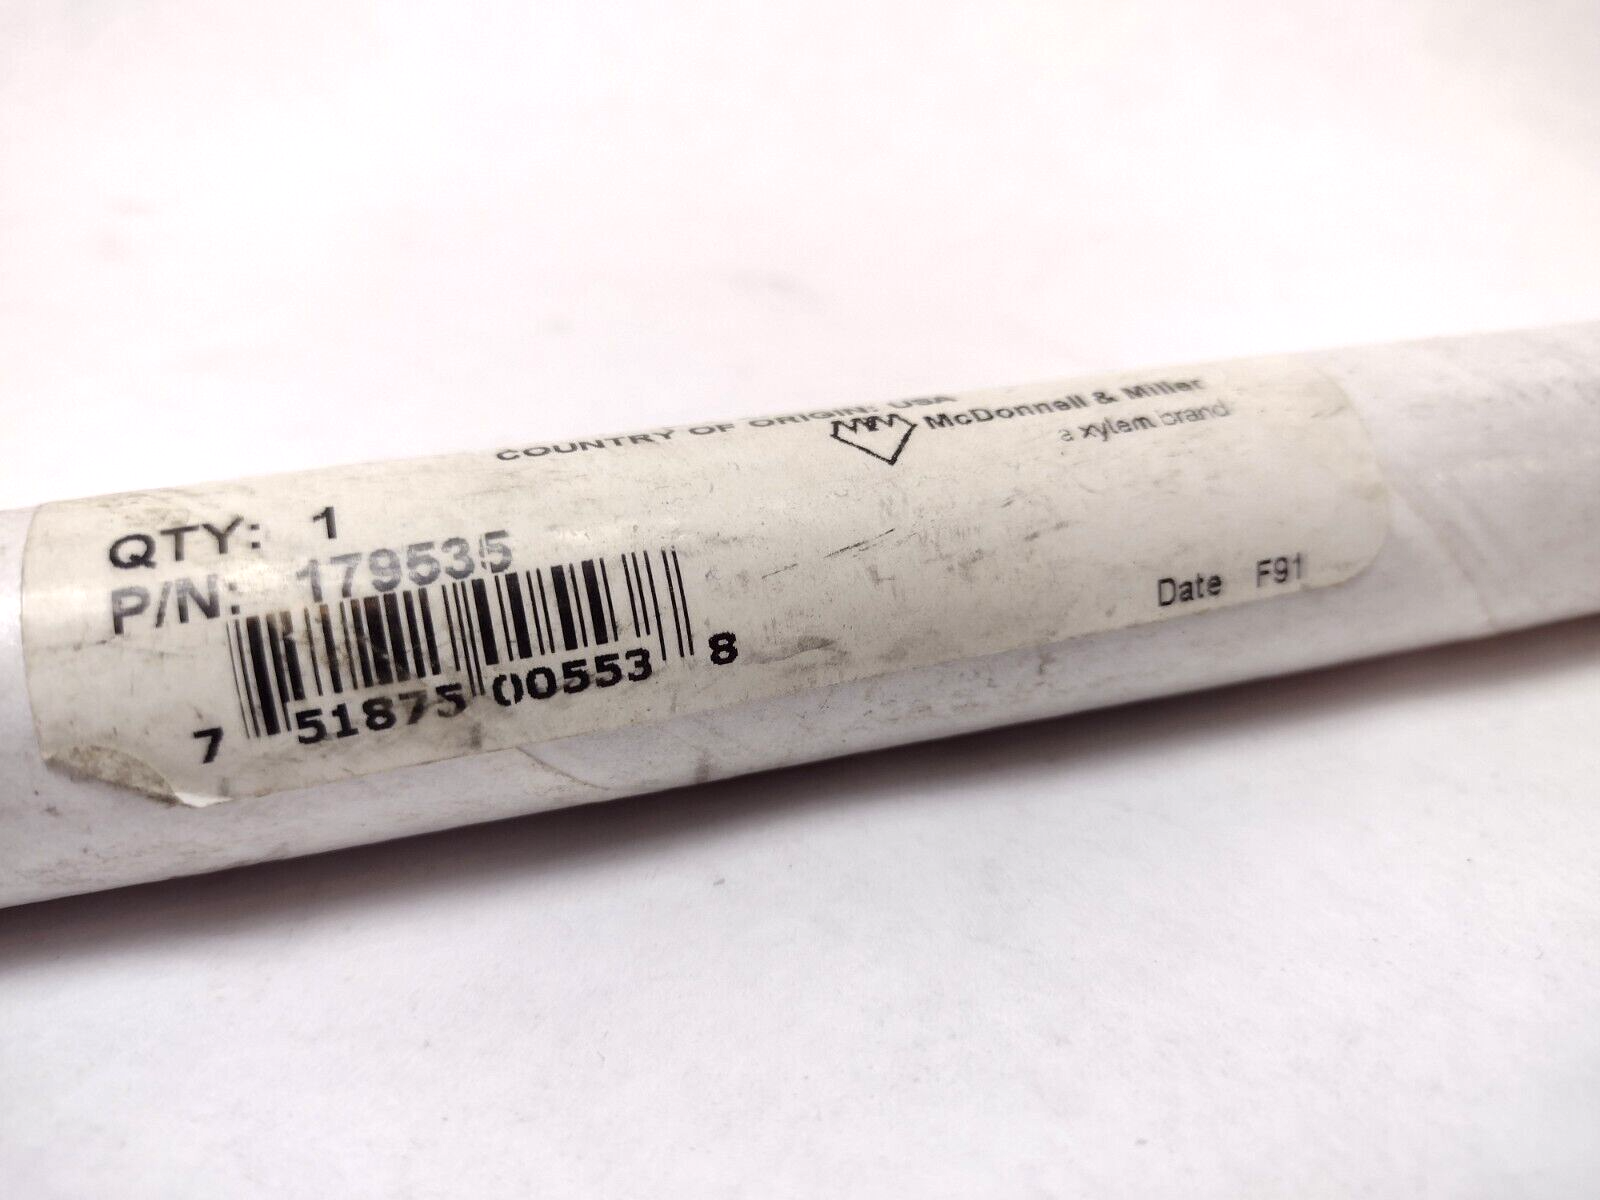 COUNTRY OF ORIGIN: USA
McDonnell & Miller
a xylem brand
QTY: 1
P/N: 179535
7 51875 00553 8
Date F91